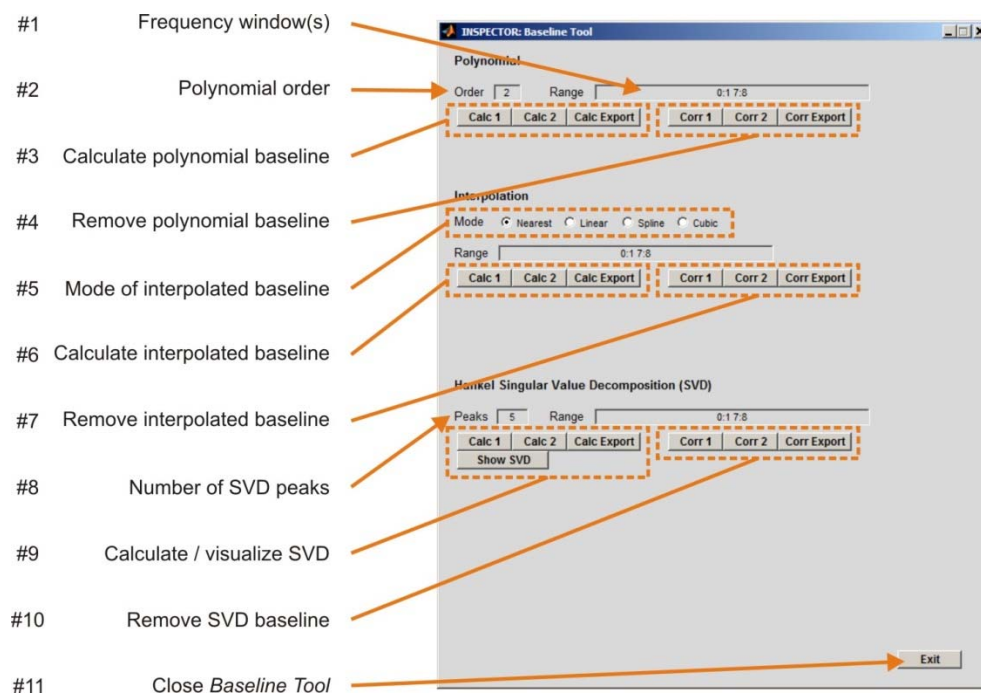 #1 Frequency window(s)
#2 Polynomial order
#3 Calculate polynomial baseline
#4 Remove polynomial baseline
#5 Mode of interpolated baseline
#6 Calculate interpolated baseline
#7 Remove interpolated baseline
#8 Number of SVD peaks
#9 Calculate / visualize SVD
#10 Remove SVD baseline
#11 Close Baseline Tool
INSPECTOR: Baseline Tool
Polynomial
Order 2 Range 0:1 7:8
Calc 1 Calc 2 Calc Export Corr 1 Corr 2 Corr Export
Interpolation
Mode Nearest Linear Spline Cubic
Range 0:1 7:8
Calc 1 Calc 2 Calc Export Corr 1 Corr 2 Corr Export
Hankel Singular Value Decomposition (SVD)
Peaks 5 Range 0:1 7:8
Calc 1 Calc 2 Calc Export Corr 1 Corr 2 Corr Export
Show SVD
Exit